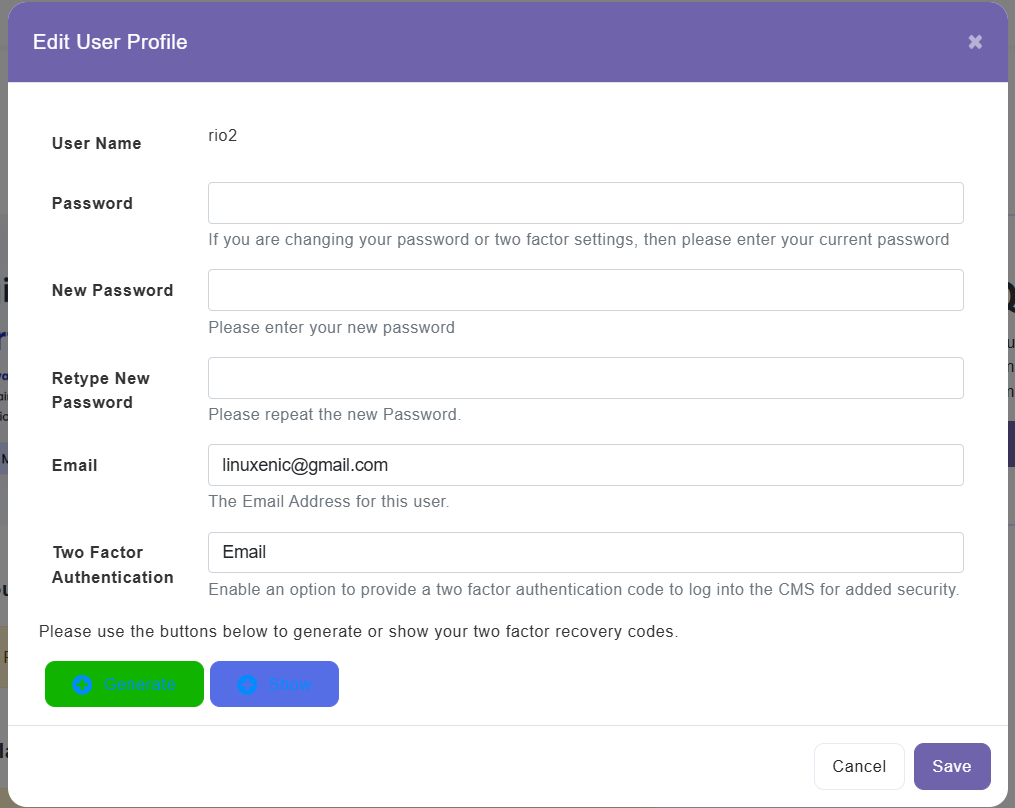 Edit User Profile
User Name
rio2
Password
If you are changing your password or two factor settings, then please enter your current password
New Password
Please enter your new password
Retype New
Password
Please repeat the new Password.
Email
linuxenic@gmail.com
The Email Address for this user.
Two Factor
Authentication
Email
Enable an option to provide a two factor authentication code to log into the CMS for added security.
Please use the buttons below to generate or show your two factor recovery codes.
Generate
Show
Cancel
Save